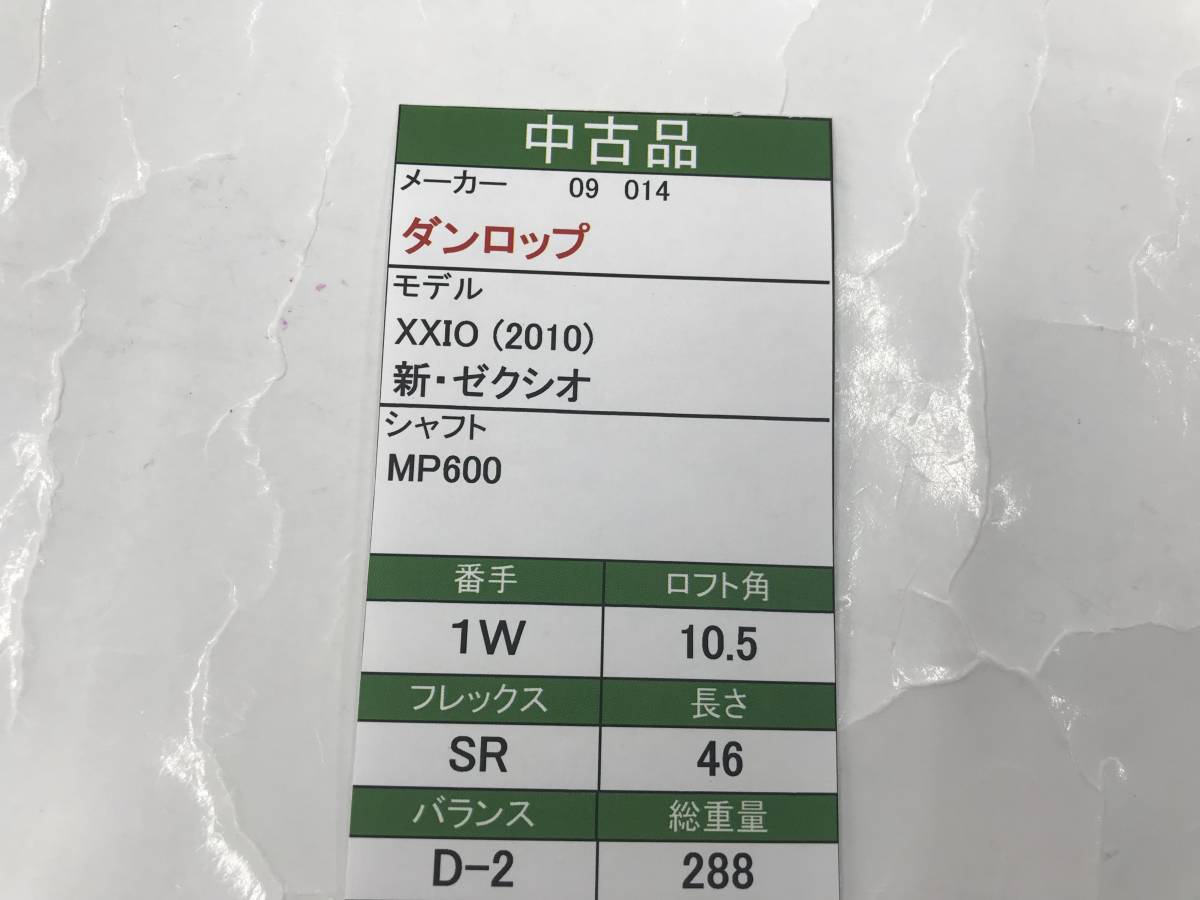 中古品
メーカー 09 014
ダンロップ
モデル
XXIO (2010)
新・ゼクシオ
シャフト
MP600
番手 ロフト角
1W 10.5
フレックス 長さ
SR 46
バランス 総重量
D-2 288